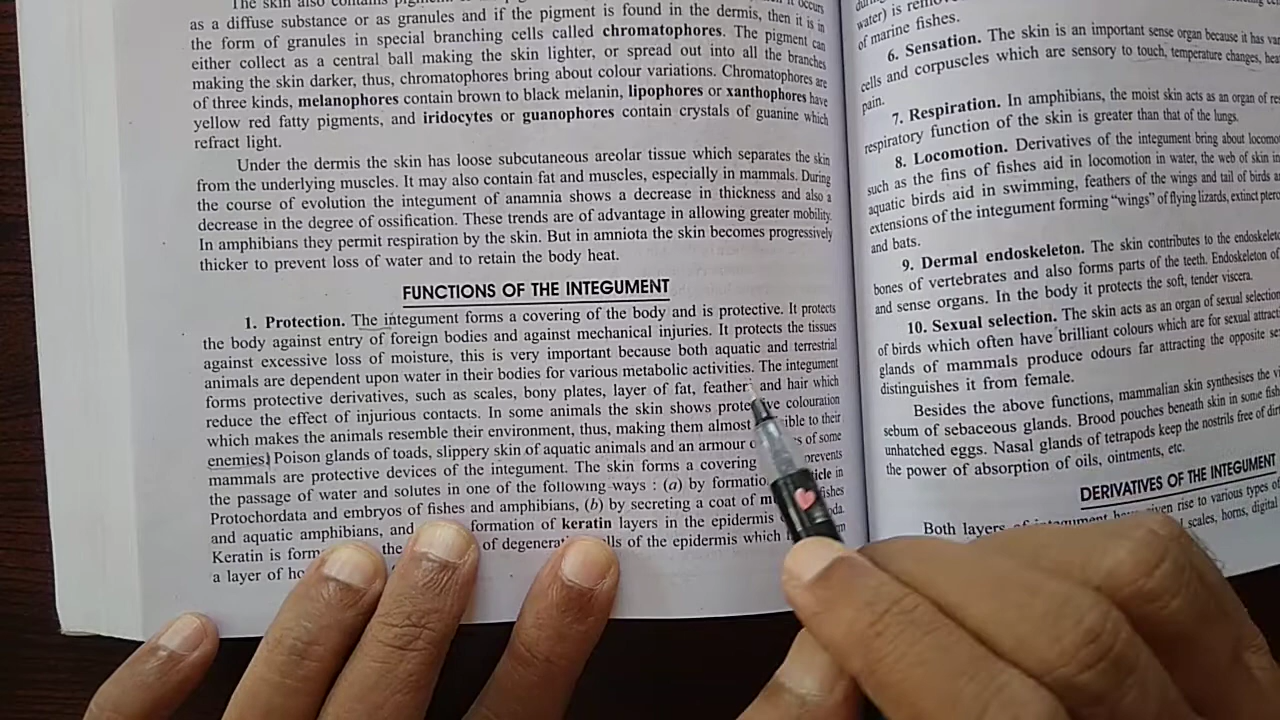 The skin also contains
as a diffuse substance or as granules and if the pigment is found in the dermis, then it is in
the form of granules in special branching cells called chromatophores. The pigment can
either collect as a central ball making the skin lighter, or spread out into all the branches
making the skin darker, thus, chromatophores bring about colour variations. Chromatophores are
of three kinds, melanophores contain brown to black melanin, lipophores or xanthophores have
yellow red fatty pigments, and iridocytes or guanophores contain crystals of guanine which
refract light.
Under the dermis the skin has loose subcutaneous areolar tissue which separates the skin
from the underlying muscles. It may also contain fat and muscles, especially in mammals. During
the course of evolution the integument of anamnia shows a decrease in thickness and also a
decrease in the degree of ossification. These trends are of advantage in allowing greater mobility.
In amphibians they permit respiration by the skin. But in amniota the skin becomes progressively
thicker to prevent loss of water and to retain the body heat.
FUNCTIONS OF THE INTEGUMENT
1. Protection. The integument forms a covering of the body and is protective. It protects
the body against entry of foreign bodies and against mechanical injuries. It protects the tissues
against excessive loss of moisture, this is very important because both aquatic and terrestrial
animals are dependent upon water in their bodies for various metabolic activities. The integument
forms protective derivatives, such as scales, bony plates, layer of fat, feathers and hair which
reduce the effect of injurious contacts. In some animals the skin shows protective colouration
which makes the animals resemble their environment, thus, making them almost to their
enemies. Poison glands of toads, slippery skin of aquatic animals and an armour of some
mammals are protective devices of the integument. The skin forms a covering prevents
the passage of water and solutes in one of the following ways : (a) by in
Protochordata and embryos of fishes and amphibians, (b) by secreting a coat of fishes
and aquatic amphibians, and formation of keratin layers in the epidermis
Keratin is the of of the epidermis which
a layer of
water) is
of marine fishes.
6. Sensation. The skin is an important sense organ because it has
cells and corpuscles which are sensory to touch, temperature changes,
pain.
7. Respiration. In amphibians, the moist skin acts as an organ of
respiratory function of the skin is greater than that of the lungs.
8. Locomotion. Derivatives of the integument bring about
such as the fins of fishes aid in locomotion in water, the web of skin in
aquatic birds aid in swimming, feathers of the wings and tail of birds
extensions of the integument forming "wings" of flying lizards, extinct
and bats.
9. Dermal endoskeleton. The skin contributes to the
bones of vertebrates and also forms parts of the teeth. Endoskeleton of
and sense organs. In the body it protects the soft, tender viscera.
10. Sexual selection. The skin acts as an organ of sexual
of birds which often have brilliant colours which are for sexual
glands of mammals produce odours far attracting the opposite
distinguishes it from female.
Besides the above functions, mammalian skin synthesises the
sebum of sebaceous glands. Brood pouches beneath skin in some
unhatched eggs. Nasal glands of tetrapods keep the nostrils free of
the power of absorption of oils, ointments, etc.
DERIVATIVES OF THE INTEGUMENT
Both layers of integument have given rise to various types of
scales, horns, digital